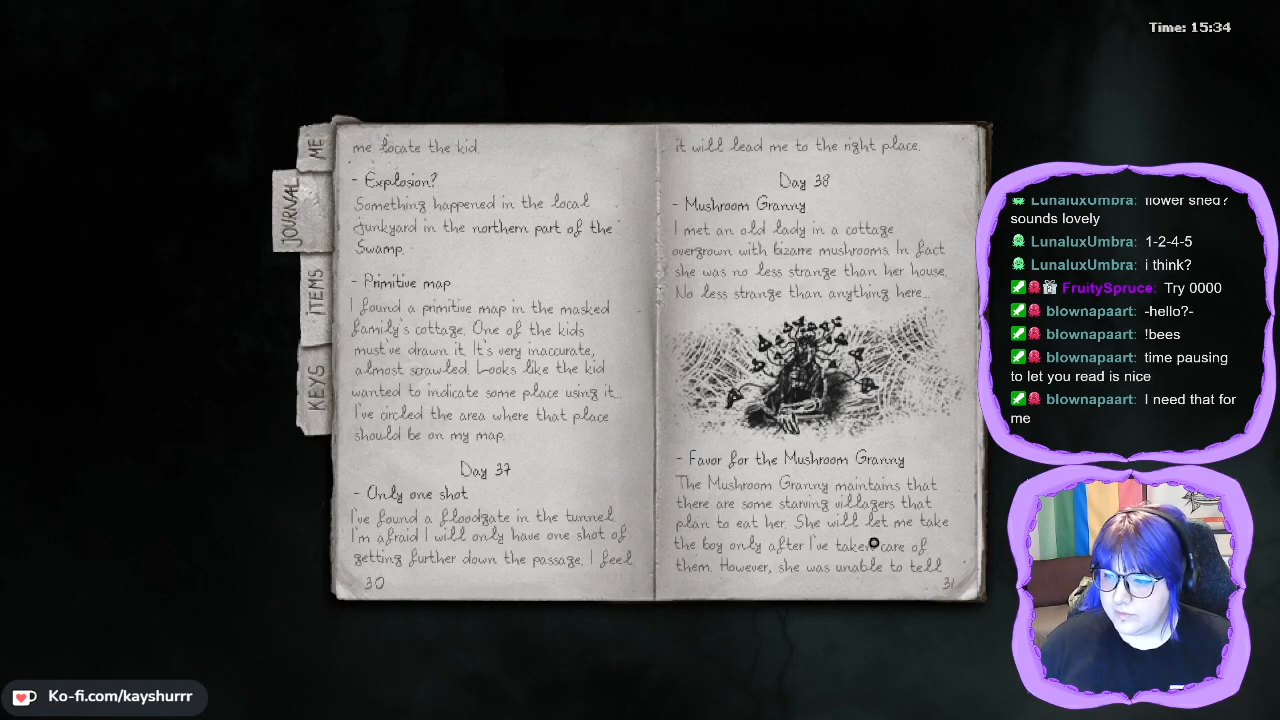 Time: 15:34
ME
JOURNAL
ITEMS
KEYS
me locate the kid.
- Explosion?
Something happened in the local
junkyard in the northern part of the
Swamp.
- Primitive map
I found a primitive map in the masked
family's cottage. One of the kids
must've drawn it. It's very inaccurate,
almost scrawled. Looks like the kid
wanted to indicate some place using it...
I've circled the area where that place
should be on my map.
Day 37
- Only one shot
I've found a floodgate in the tunnel.
I'm afraid I will only have one shot of
getting further down the passage. I feel
30
it will lead me to the right place.
Day 38
- Mushroom Granny
I met an old lady in a cottage
overgrown with bizarre mushrooms. In fact
she was no less strange than her house.
No less strange than anything here...
- Favor for the Mushroom Granny
The Mushroom Granny maintains that
there are some starving villagers that
plan to eat her. She will let me take
the boy only after I've taken care of
them. However, she was unable to tell
31
LunaluxUmbra: flower shed?
sounds lovely
LunaluxUmbra: 1-2-4-5
LunaluxUmbra: i think?
FruitySpruce: Try 0000
blownapaart: -hello?-
blownapaart: !bees
blownapaart: time pausing
to let you read is nice
blownapaart: I need that for
me
Ko-fi.com/kayshurrr